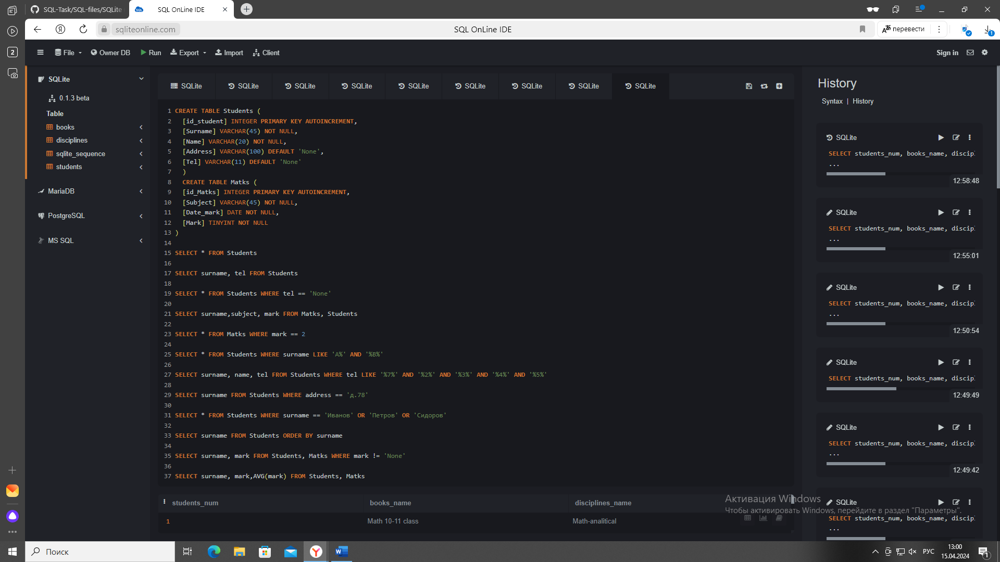 SQL-Task/SQL-files/SQLite
SQL OnLine IDE
sqliteonline.com
SQL OnLine IDE
перевести
2
File
Owner DB
Run
Export
Import
Client
Sign in
SQLite
0.1.3 beta
Table
books
disciplines
sqlite_sequence
students
MariaDB
PostgreSQL
MS SQL
SQLite
SQLite
SQLite
SQLite
SQLite
SQLite
SQLite
SQLite
SQLite
1 CREATE TABLE Students (
2 [id_student] INTEGER PRIMARY KEY AUTOINCREMENT,
3 [Surname] VARCHAR(45) NOT NULL,
4 [Name] VARCHAR(20) NOT NULL,
5 [Address] VARCHAR(100) DEFAULT 'None',
6 [Tel] VARCHAR(11) DEFAULT 'None'
7 )
8 CREATE TABLE Matks (
9 [id_Matks] INTEGER PRIMARY KEY AUTOINCREMENT,
10 [Subject] VARCHAR(45) NOT NULL,
11 [Date_mark] DATE NOT NULL,
12 [Mark] TINYINT NOT NULL
13 )
14
15 SELECT * FROM Students
16
17 SELECT surname, tel FROM Students
18
19 SELECT * FROM Students WHERE tel == 'None'
20
21 SELECT surname,subject, mark FROM Matks, Students
22
23 SELECT * FROM Matks WHERE mark == 2
24
25 SELECT * FROM Students WHERE surname LIKE 'A%' AND '%B%'
26
27 SELECT surname, name, tel FROM Students WHERE tel LIKE '%7%' AND '%2%' AND '%3%' AND '%4%' AND '%5%'
28
29 SELECT surname FROM Students WHERE address == 'д.78'
30
31 SELECT * FROM Students WHERE surname == 'Иванов' OR 'Петров' OR 'Сидоров'
32
33 SELECT surname FROM Students ORDER BY surname
34
35 SELECT surname, mark FROM Students, Matks WHERE mark != 'None'
36
37 SELECT surname, mark,AVG(mark) FROM Students, Matks
students_num books_name disciplines_name
1 Math 10-11 class Math-analitical
History
Syntax | History
SQLite
SELECT students_num, books_name, discipl
...
12:58:48
SQLite
SELECT students_num, books_name, discipl
...
12:55:01
SQLite
SELECT students_num, books_name, discipl
...
12:50:54
SQLite
SELECT students_num, books_name, discipl
12:49:49
SQLite
SELECT students_num, books_name, discipl
...
12:49:42
SQLite
SELECT students_num, books_name, discipl
...
Активация Windows
Чтобы активировать Windows, перейдите в раздел "Параметры".
Поиск
РУС
13:00
15.04.2024
1